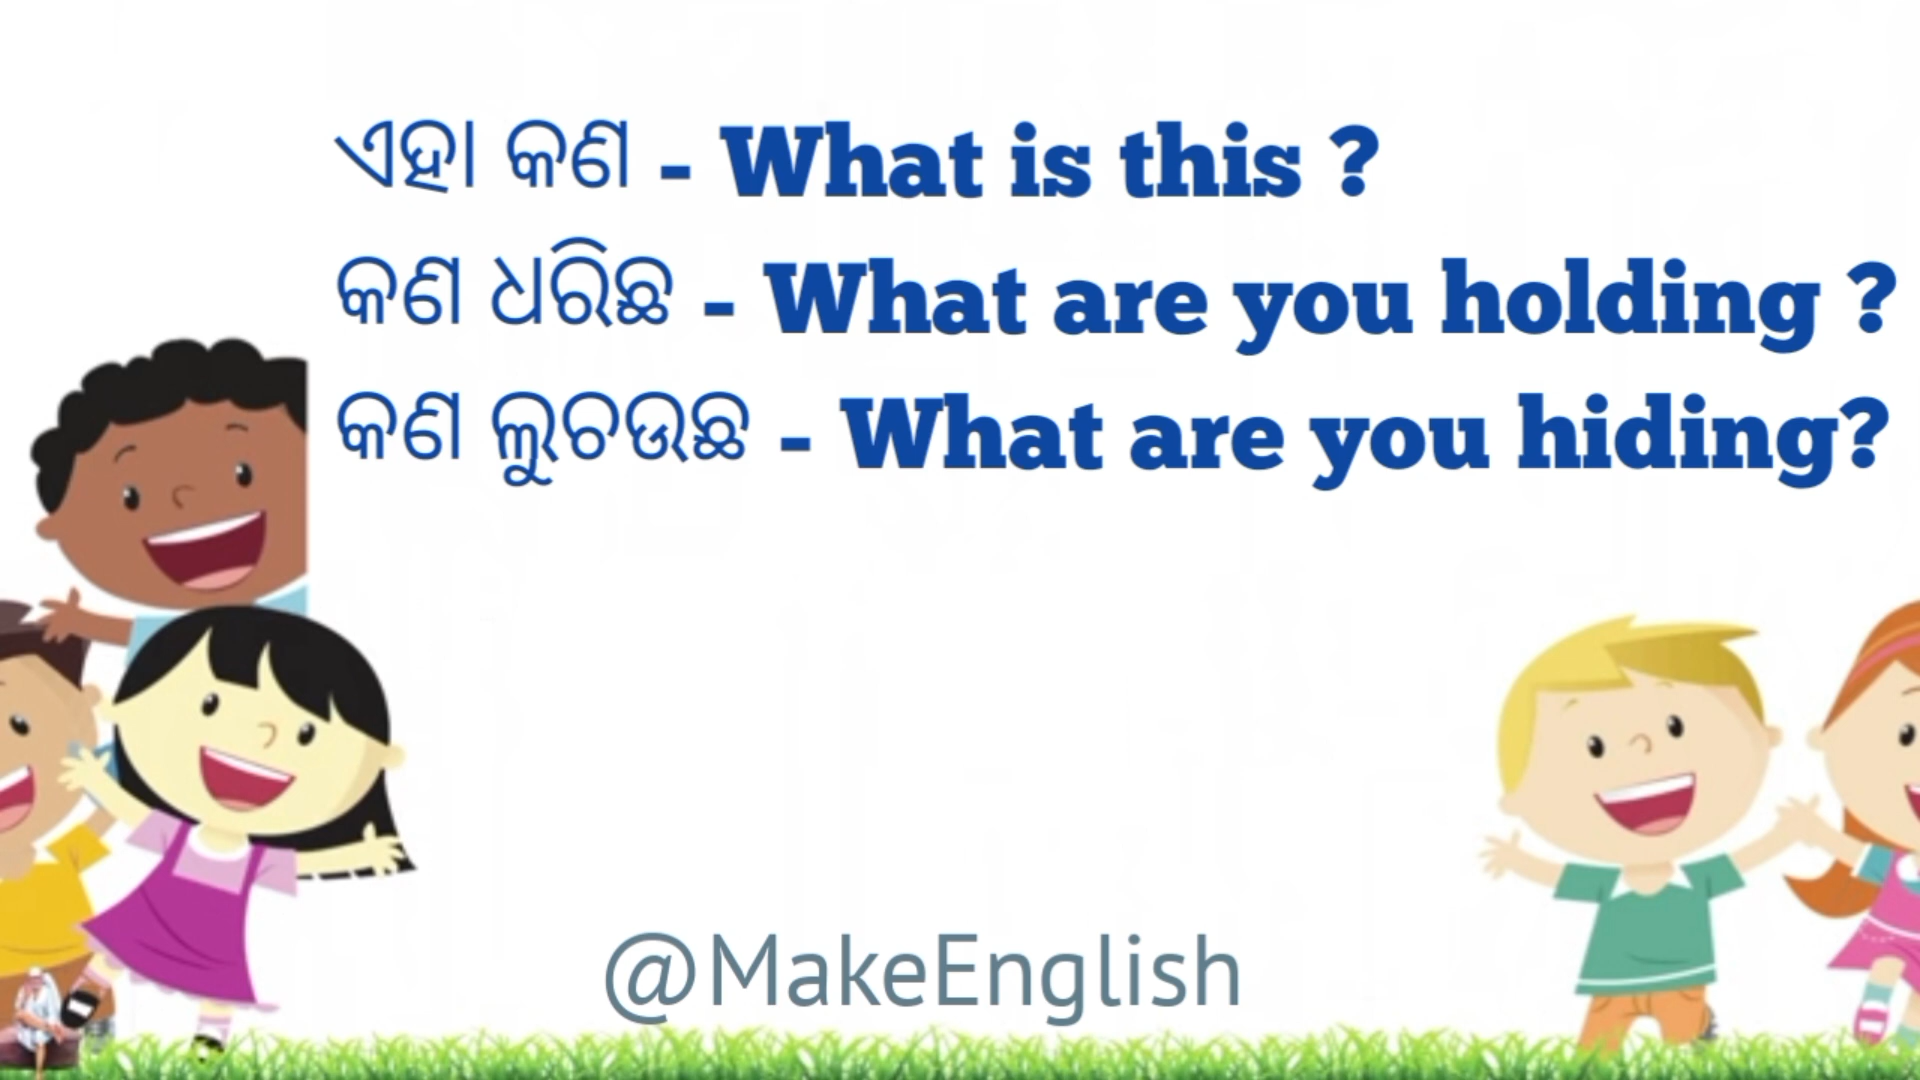 ଏହା କଣ - What is this ?
କଣ ଧରିଛ - What are you holding ?
କଣ ଲୁଚଉଛ - What are you hiding?
@MakeEnglish